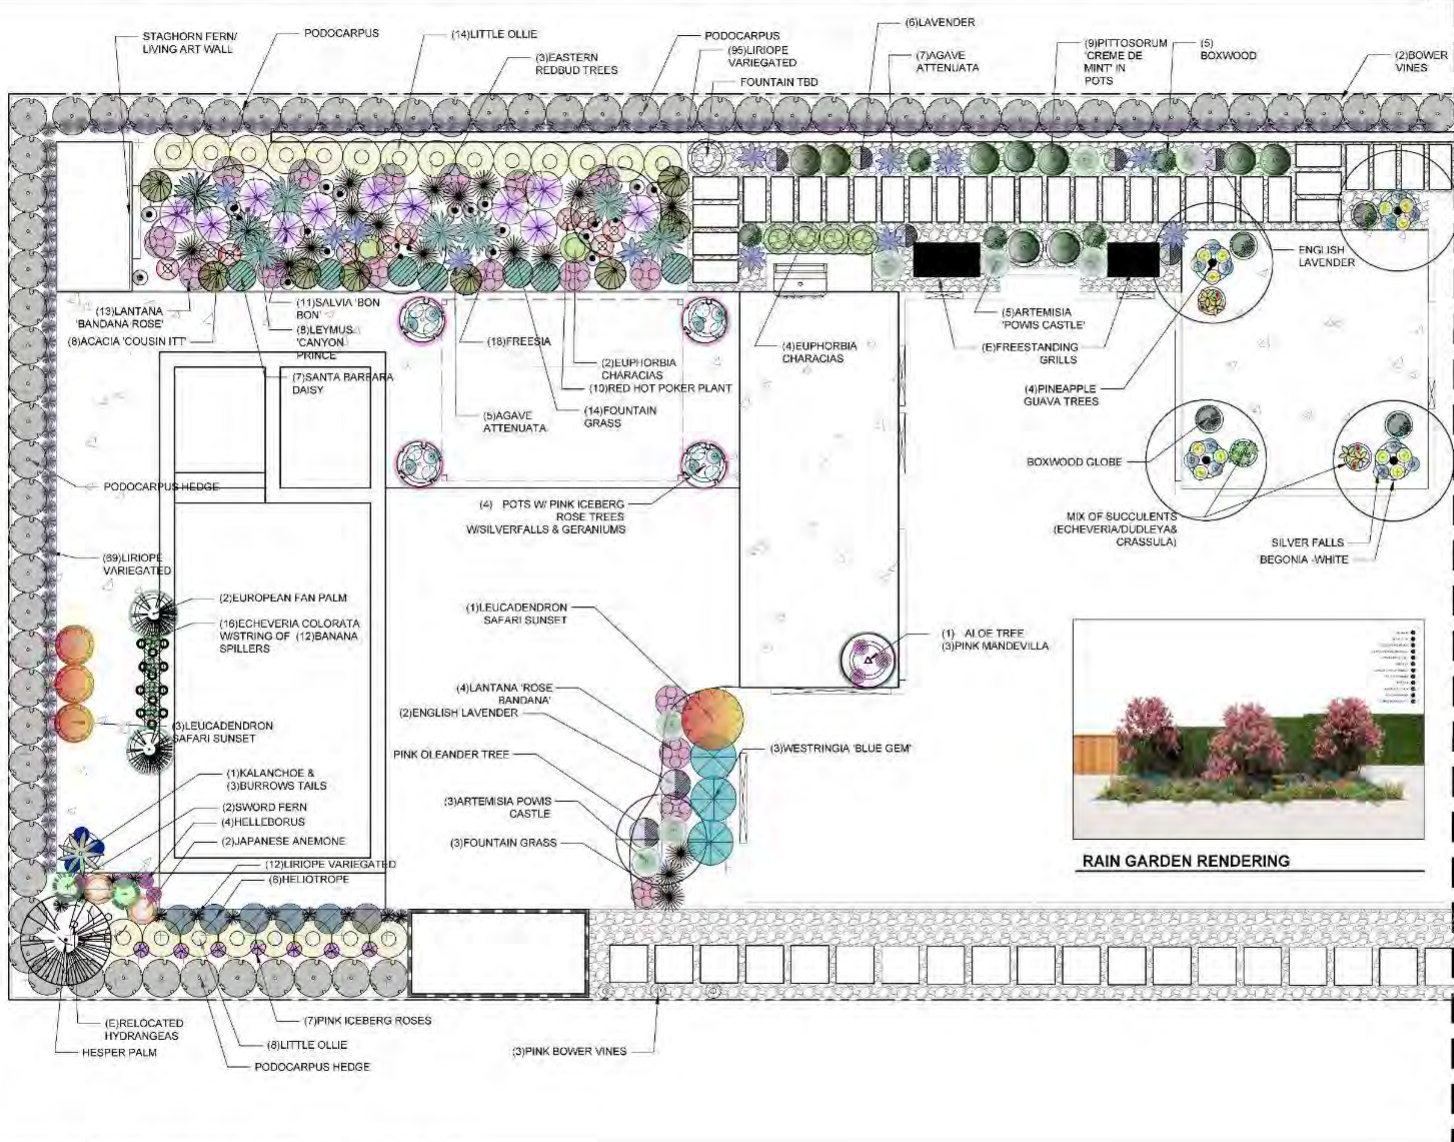 STAGHORN FERN/
LIVING ART WALL
PODOCARPUS
(14)LITTLE OLLIE
(3)EASTERN
REDBUD TREES
PODOCARPUS
(95)LIRIOPE
VARIEGATED
FOUNTAIN TBD
(6)LAVENDER
(7)AGAVE
ATTENUATA
(9)PITTOSORUM
'CREME DE
MINT' IN
POTS
(5)
BOXWOOD
(2)BOWER
VINES
ENGLISH
LAVENDER
(13)LANTANA
'BANDANA ROSE'
(8)ACACIA 'COUSIN ITT'
(11)SALVIA 'BON
BON'
(8)LEYMUS
'CANYON
PRINCE'
(7)SANTA BARBARA
DAISY
(18)FREESIA
(2)EUPHORBIA
CHARACIAS
(10)RED HOT POKER PLANT
(5)AGAVE
ATTENUATA
(14)FOUNTAIN
GRASS
(4)EUPHORBIA
CHARACIAS
(5)ARTEMISIA
'POWIS CASTLE'
(E)FREESTANDING
GRILLS
(4)PINEAPPLE
GUAVA TREES
BOXWOOD GLOBE
PODOCARPUS HEDGE
(4) POTS W/ PINK ICEBERG
ROSE TREES
W/SILVERFALLS & GERANIUMS
MIX OF SUCCULENTS
(ECHEVERIA/DUDLEYA&
CRASSULA)
SILVER FALLS
BEGONIA -WHITE
(69)LIRIOPE
VARIEGATED
(2)EUROPEAN FAN PALM
(16)ECHEVERIA COLORATA
W/STRING OF (12)BANANA
SPILLERS
(1)LEUCADENDRON
SAFARI SUNSET
(1) ALOE TREE
(3)PINK MANDEVILLA
(4)LANTANA 'ROSE
BANDANA'
(2)ENGLISH LAVENDER
(3)LEUCADENDRON
SAFARI SUNSET
PINK OLEANDER TREE
(3)WESTRINGIA 'BLUE GEM'
(1)KALANCHOE &
(3)BURROWS TAILS
(2)SWORD FERN
(4)HELLEBORUS
(2)JAPANESE ANEMONE
(3)ARTEMISIA POWIS
CASTLE
(3)FOUNTAIN GRASS
(12)LIRIOPE VARIEGATED
(6)HELIOTROPE
RAIN GARDEN RENDERING
(E)RELOCATED
HYDRANGEAS
HESPER PALM
(7)PINK ICEBERG ROSES
(8)LITTLE OLLIE
PODOCARPUS HEDGE
(3)PINK BOWER VINES